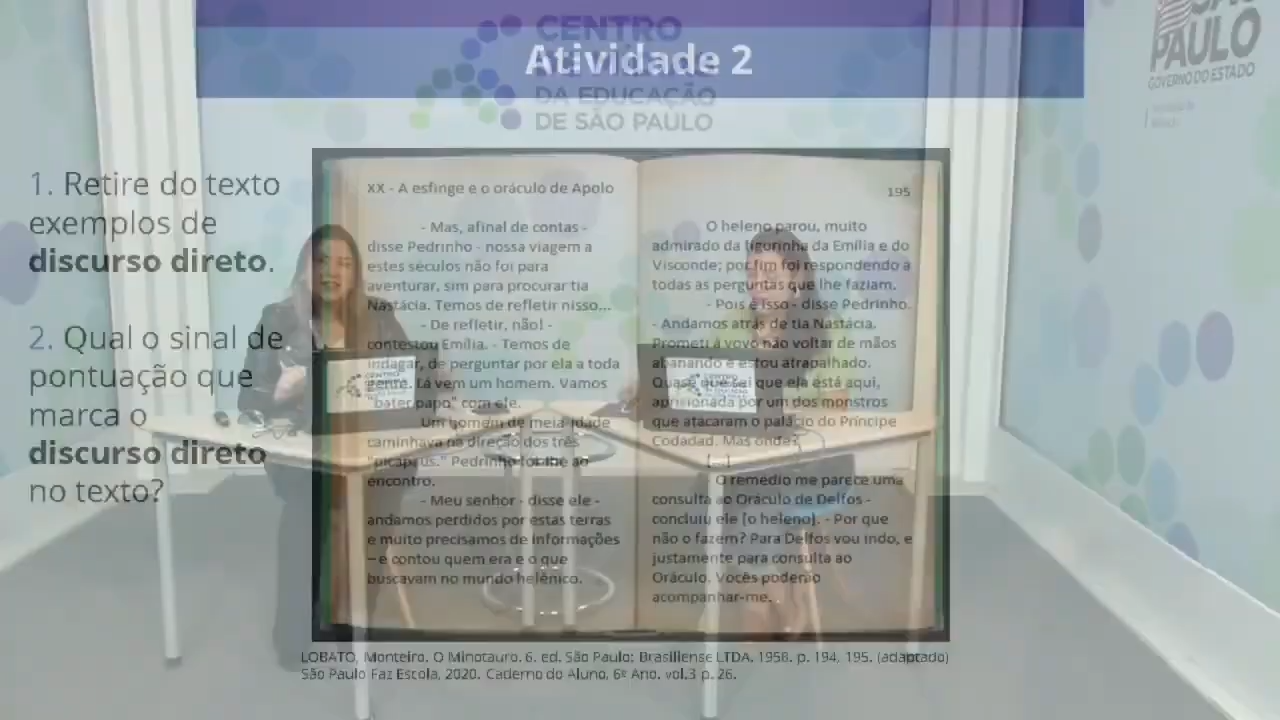 CENTRO
Atividade 2
DA EDUCAÇÃO
DE SÃO PAULO
SÃO
PAULO
GOVERNO DO ESTADO
1. Retire do texto
exemplos de
discurso direto.
2. Qual o sinal de
pontuação que
marca o
discurso direto
no texto?
XX - A esfinge e o oráculo de Apolo
- Mas, afinal de contas -
disse Pedrinho - nossa viagem a
estes séculos não foi para
aventurar, sim para procurar tia
Nastácia. Temos de refletir nisso...
- De refletir, não! -
contestou Emília. - Temos de
indagar, de perguntar por ela a toda
gente. Lá vem um homem. Vamos
"bater papo" com ele.
Um homem de meia-idade
caminhava na direção dos três
"picapaus." Pedrinho foi-lhe ao
encontro.
- Meu senhor - disse ele -
andamos perdidos por estas terras
e muito precisamos de informações
– e contou quem era e o que
buscavam no mundo helênico.
195
O heleno parou, muito
admirado da figurinha da Emília e do
Visconde; por fim foi respondendo a
todas as perguntas que lhe faziam.
- Pois é isso - disse Pedrinho.
- Andamos atrás de tia Nastácia.
Prometi à vovó não voltar de mãos
abanando e estou atrapalhado.
Quase que sei que ela está aqui,
aprisionada por um dos monstros
que atacaram o palácio do Príncipe
Codadad. Mas onde?
[...]
O remédio me parece uma
consulta ao Oráculo de Delfos -
concluiu ele [o heleno]. - Por que
não o fazem? Para Delfos vou indo, e
justamente para consulta ao
Oráculo. Vocês poderão
acompanhar-me.
LOBATO, Monteiro. O Minotauro. 6. ed. São Paulo: Brasiliense LTDA. 1958. p. 194, 195. (adaptado)
São Paulo Faz Escola, 2020. Caderno do Aluno, 6º Ano. vol.3 p. 26.